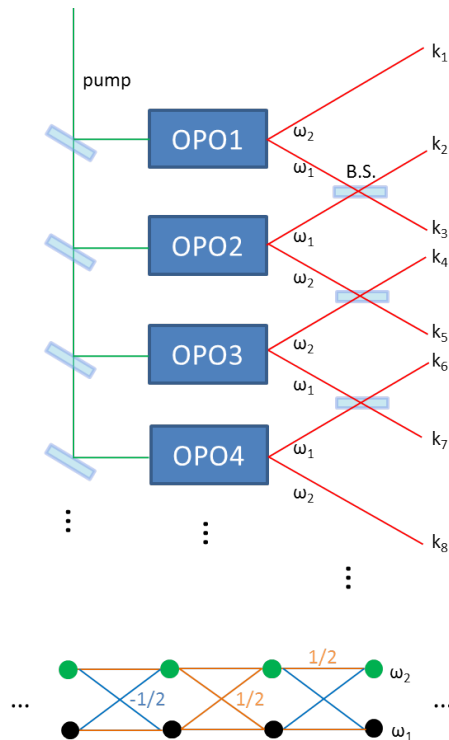 pump
k₁
OPO1
ω₂
ω₁
B.S.
k₂
k₃
OPO2
ω₁
ω₂
k₄
k₅
OPO3
ω₂
ω₁
k₆
k₇
OPO4
ω₁
ω₂
k₈
1/2
ω₂
... -1/2 1/2 ...
ω₁